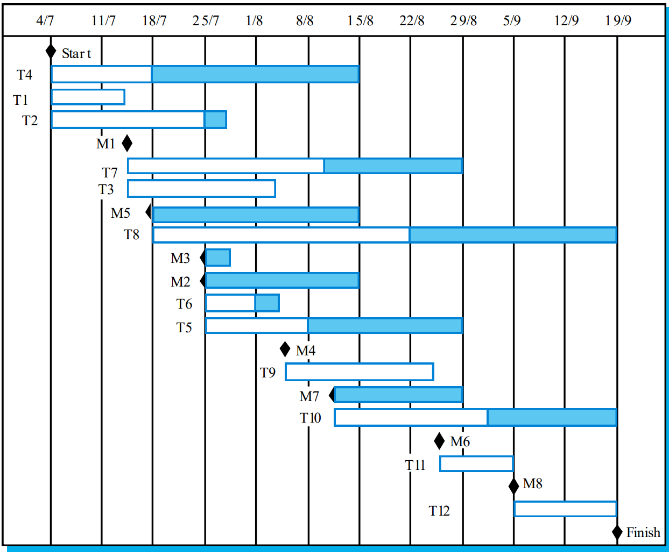 4/7 11/7 18/7 25/7 1/8 8/8 15/8 22/8 29/8 5/9 12/9 19/9
Start
T4
T1
T2
M1
T7
T3
M5
T8
M3
M2
T6
T5
M4
T9
M7
T10
M6
T11
M8
T12
Finish